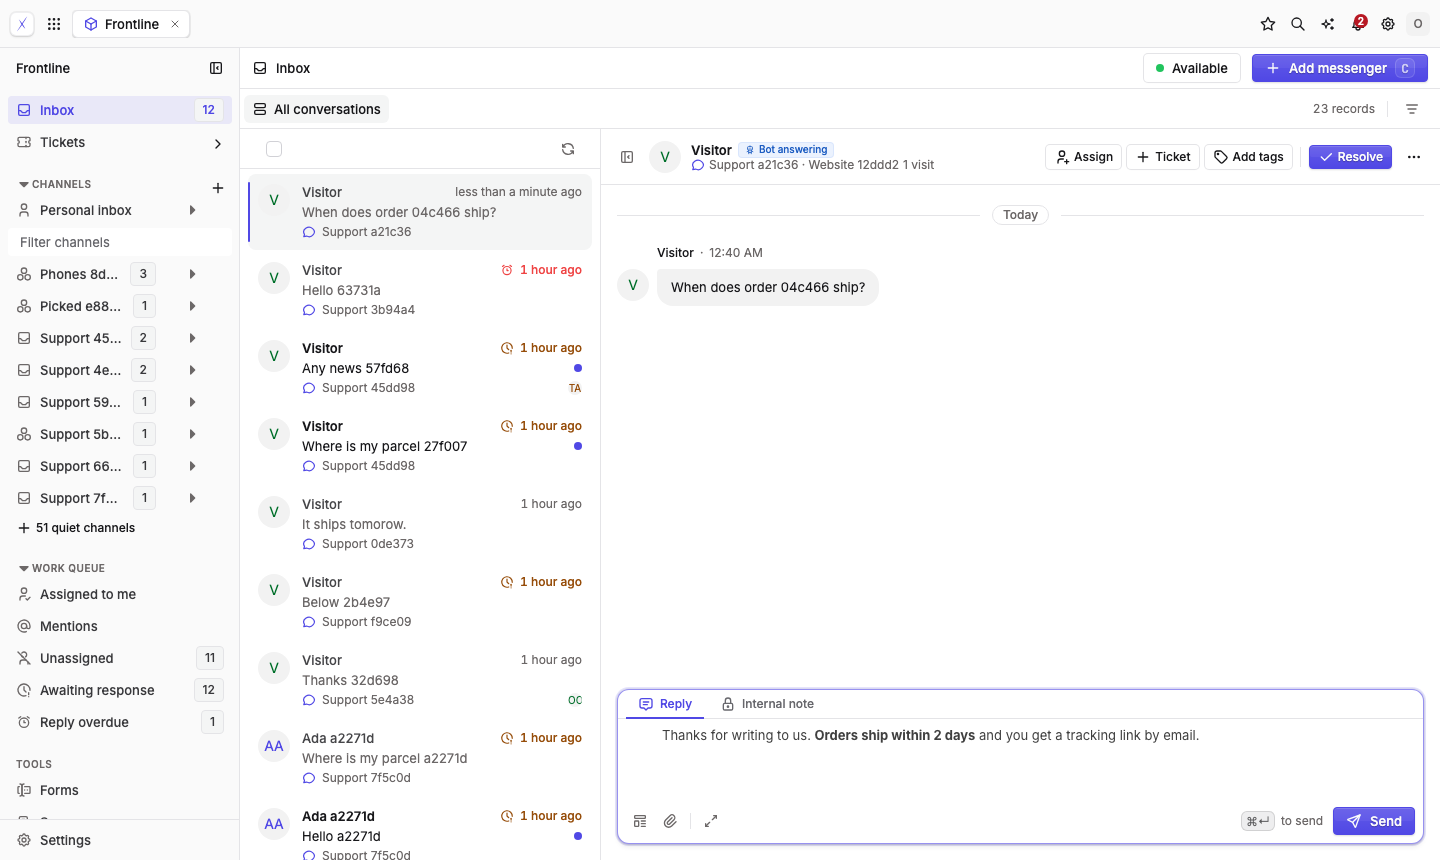 Frontline
2
O
Frontline
Inbox
12
Tickets
CHANNELS
Personal inbox
Filter channels
Phones 8d...
3
Picked e88...
1
Support 45...
2
Support 4e...
2
Support 59...
1
Support 5b...
1
Support 66...
1
Support 7f...
1
51 quiet channels
WORK QUEUE
Assigned to me
Mentions
Unassigned
11
Awaiting response
12
Reply overdue
1
TOOLS
Forms
Settings
Inbox
Available
Add messenger
C
All conversations
23 records
Visitor
less than a minute ago
When does order 04c466 ship?
Support a21c36
Visitor
1 hour ago
Hello 63731a
Support 3b94a4
Visitor
1 hour ago
Any news 57fd68
Support 45dd98
TA
Visitor
1 hour ago
Where is my parcel 27f007
Support 45dd98
Visitor
1 hour ago
It ships tomorow.
Support 0de373
Visitor
1 hour ago
Below 2b4e97
Support f9ce09
Visitor
1 hour ago
Thanks 32d698
Support 5e4a38
Ada a2271d
1 hour ago
Where is my parcel a2271d
Support 7f5c0d
Ada a2271d
1 hour ago
Hello a2271d
Support 7f5c0d
V
V
V
V
V
V
V
AA
AA
V
Visitor
Bot answering
Support a21c36 · Website 12ddd2 1 visit
Assign
Ticket
Add tags
Resolve
Today
Visitor · 12:40 AM
V
When does order 04c466 ship?
Reply
Internal note
Thanks for writing to us. Orders ship within 2 days and you get a tracking link by email.
⌘↵ to send
Send